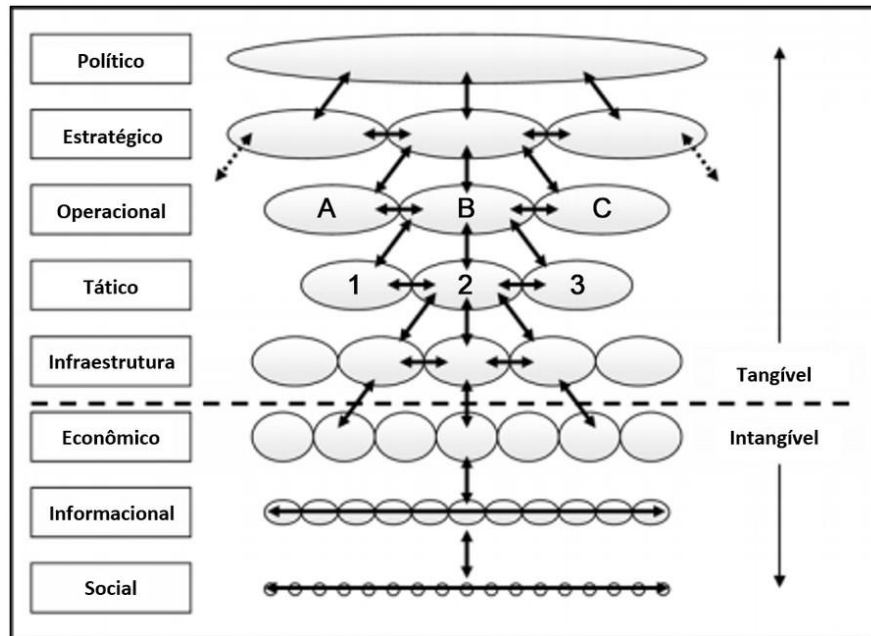 Político
Estratégico
Operacional
A B C
Tático
1 2 3
Infraestrutura
Tangível
Econômico
Intangível
Informacional
Social